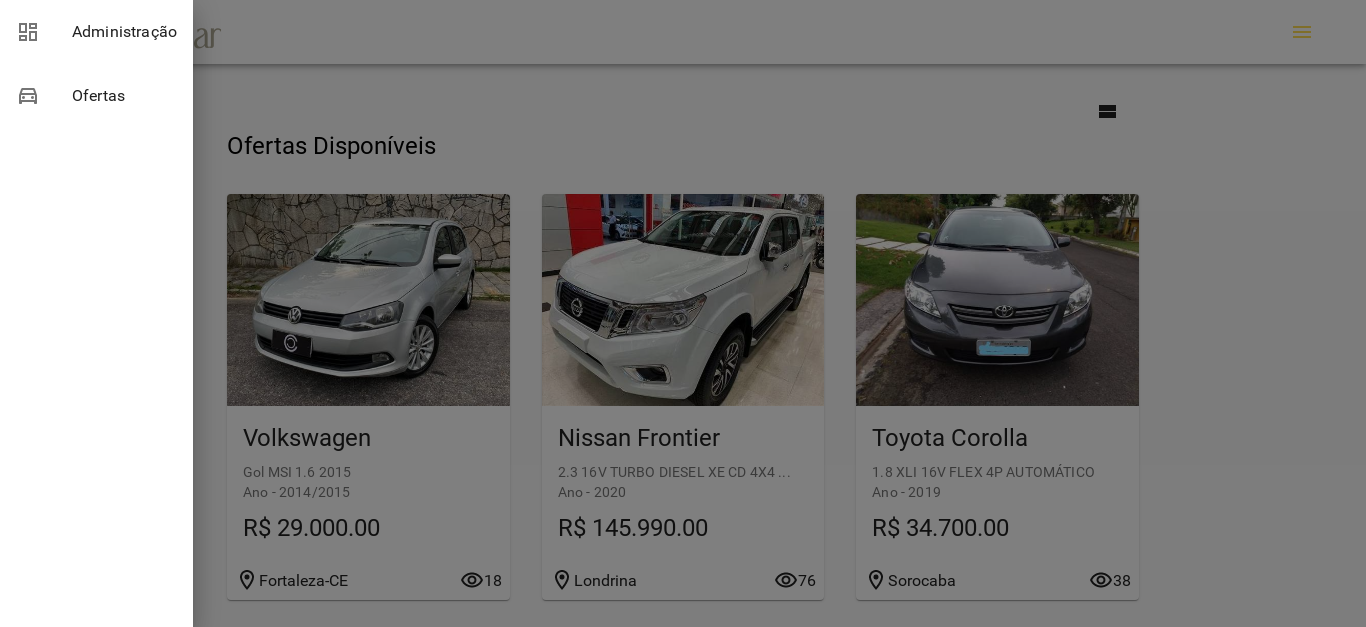 Administração
Ofertas
ar
Ofertas Disponíveis
Volkswagen
Gol MSI 1.6 2015
Ano - 2014/2015
R$ 29.000.00
Fortaleza-CE
18
Nissan Frontier
2.3 16V TURBO DIESEL XE CD 4X4 ...
Ano - 2020
R$ 145.990.00
Londrina
76
Toyota Corolla
1.8 XLI 16V FLEX 4P AUTOMÁTICO
Ano - 2019
R$ 34.700.00
Sorocaba
38